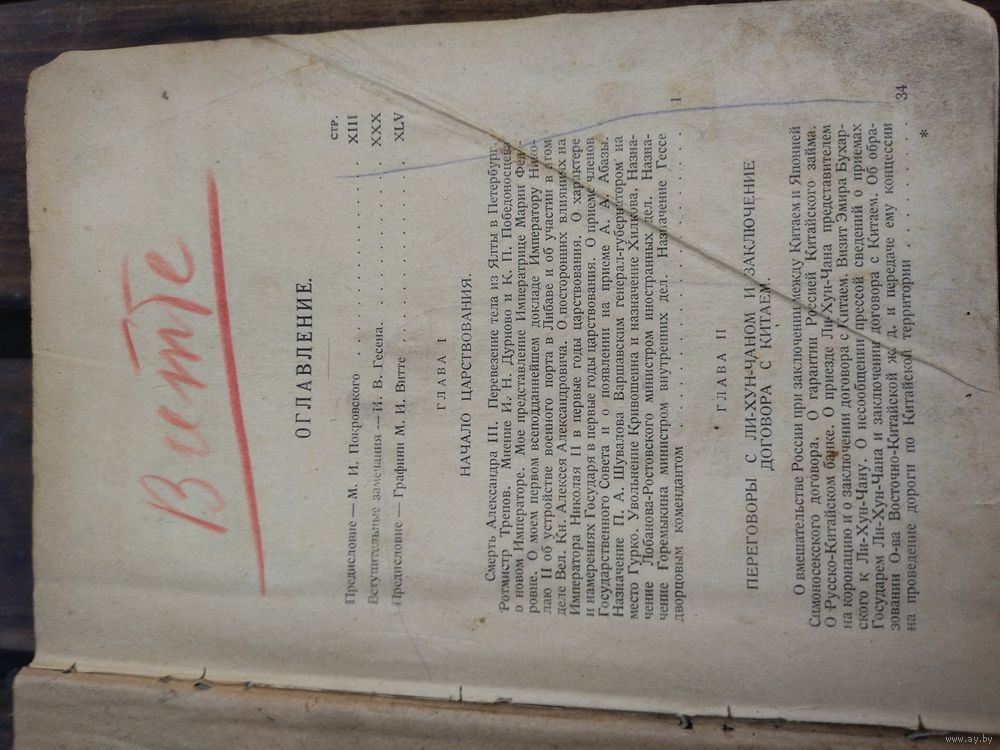 Витте
ОГЛАВЛЕНИЕ.
СТР.
Предисловие — М. И. Покровского . . . . . . . . . . . . . . XIII
Вступительные замечания — И. В. Гесена. . . . . . . . . . . XXX
Предисловие — Графини М. И. Витте . . . . . . . . . . . . . XLV
ГЛАВА I
НАЧАЛО ЦАРСТВОВАНИЯ.
Смерть Александра III. Перевезение тела из Ялты в Петербург.
Ротмистр Трепов. Мнение И. Н. Дурново и К. П. Победоносцева
о новом Императоре. Мое представление Императрице Марии Фео-
ровне. О моем первом всеподданнейшем докладе Императору Нико-
лаю II об устройстве военного порта в Либаве и об участии в этом
деле Вел. Кн. Алексея Александровича. О посторонних влияниях на
Императора Николая II в первые годы царствования. О характере
и намерениях Государя в первые годы царствования. О приеме членов
Государственного Совета и о появлении на приеме А. А. Абазы.
Назначение П. А. Шувалова Варшавским генерал-губернатором на
место Гурко. Увольнение Кривошеина и назначение Хилкова. Назна-
чение Лобанова-Ростовского министром иностранных дел. Назна-
чение Горемыкина министром внутренних дел. Назначение Гессе
дворцовым комендантом . . . . . . . . . . . . . . . . . . 1
ГЛАВА II
ПЕРЕГОВОРЫ С ЛИ-ХУН-ЧАНОМ И ЗАКЛЮЧЕНИЕ
ДОГОВОРА С КИТАЕМ.
О вмешательстве России при заключении между Китаем и Японией
Симоносекского договора. О гарантии Россией Китайского займа.
О Русско-Китайском банке. О приезде Ли-Хун-Чана представителем
на коронацию и о заключении договора с Китаем. Визит Эмира Бухар-
ского к Ли-Хун-Чану. О несообщении прессой сведений о приемах
Государем Ли-Хун-Чана и заключении договора с Китаем. Об обра-
зовании О-ва Восточно-Китайской ж. д. и передаче ему концессии
на проведение дороги по Китайской территории . . . . . . . . 34
*
www.ay.by